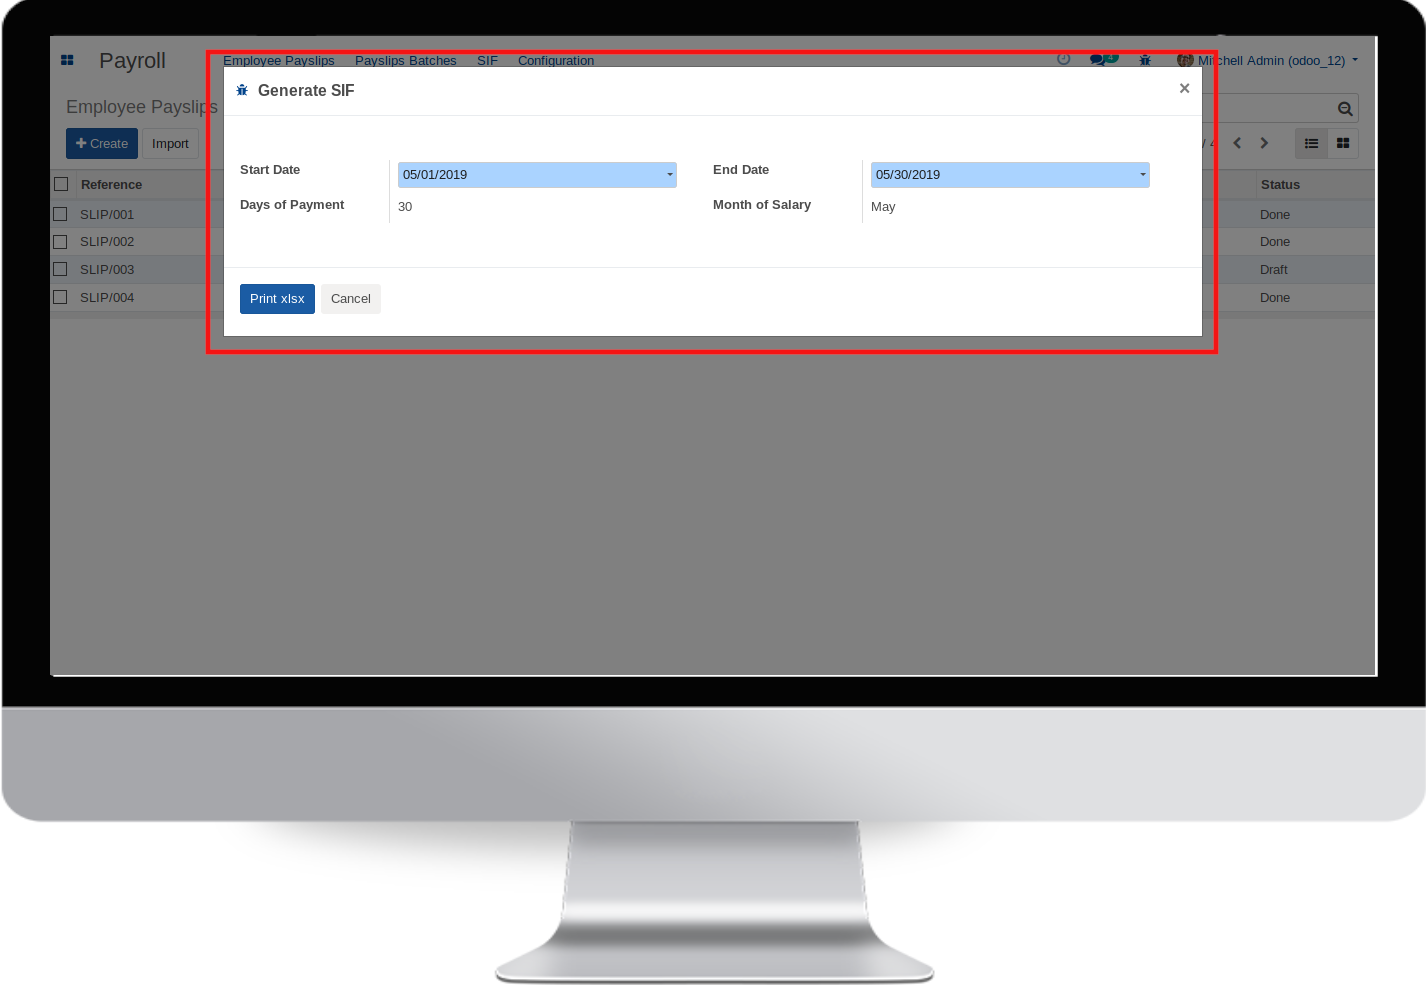 Payroll Employee Payslips Payslips Batches SIF Configuration 4 Mitchell Admin (odoo_12)
Employee Payslips
Generate SIF ×
Create Import / 4
Start Date 05/01/2019 End Date 05/30/2019
Days of Payment 30 Month of Salary May
Reference Status
SLIP/001 Done
SLIP/002 Done
SLIP/003 Draft
SLIP/004 Done
Print xlsx Cancel